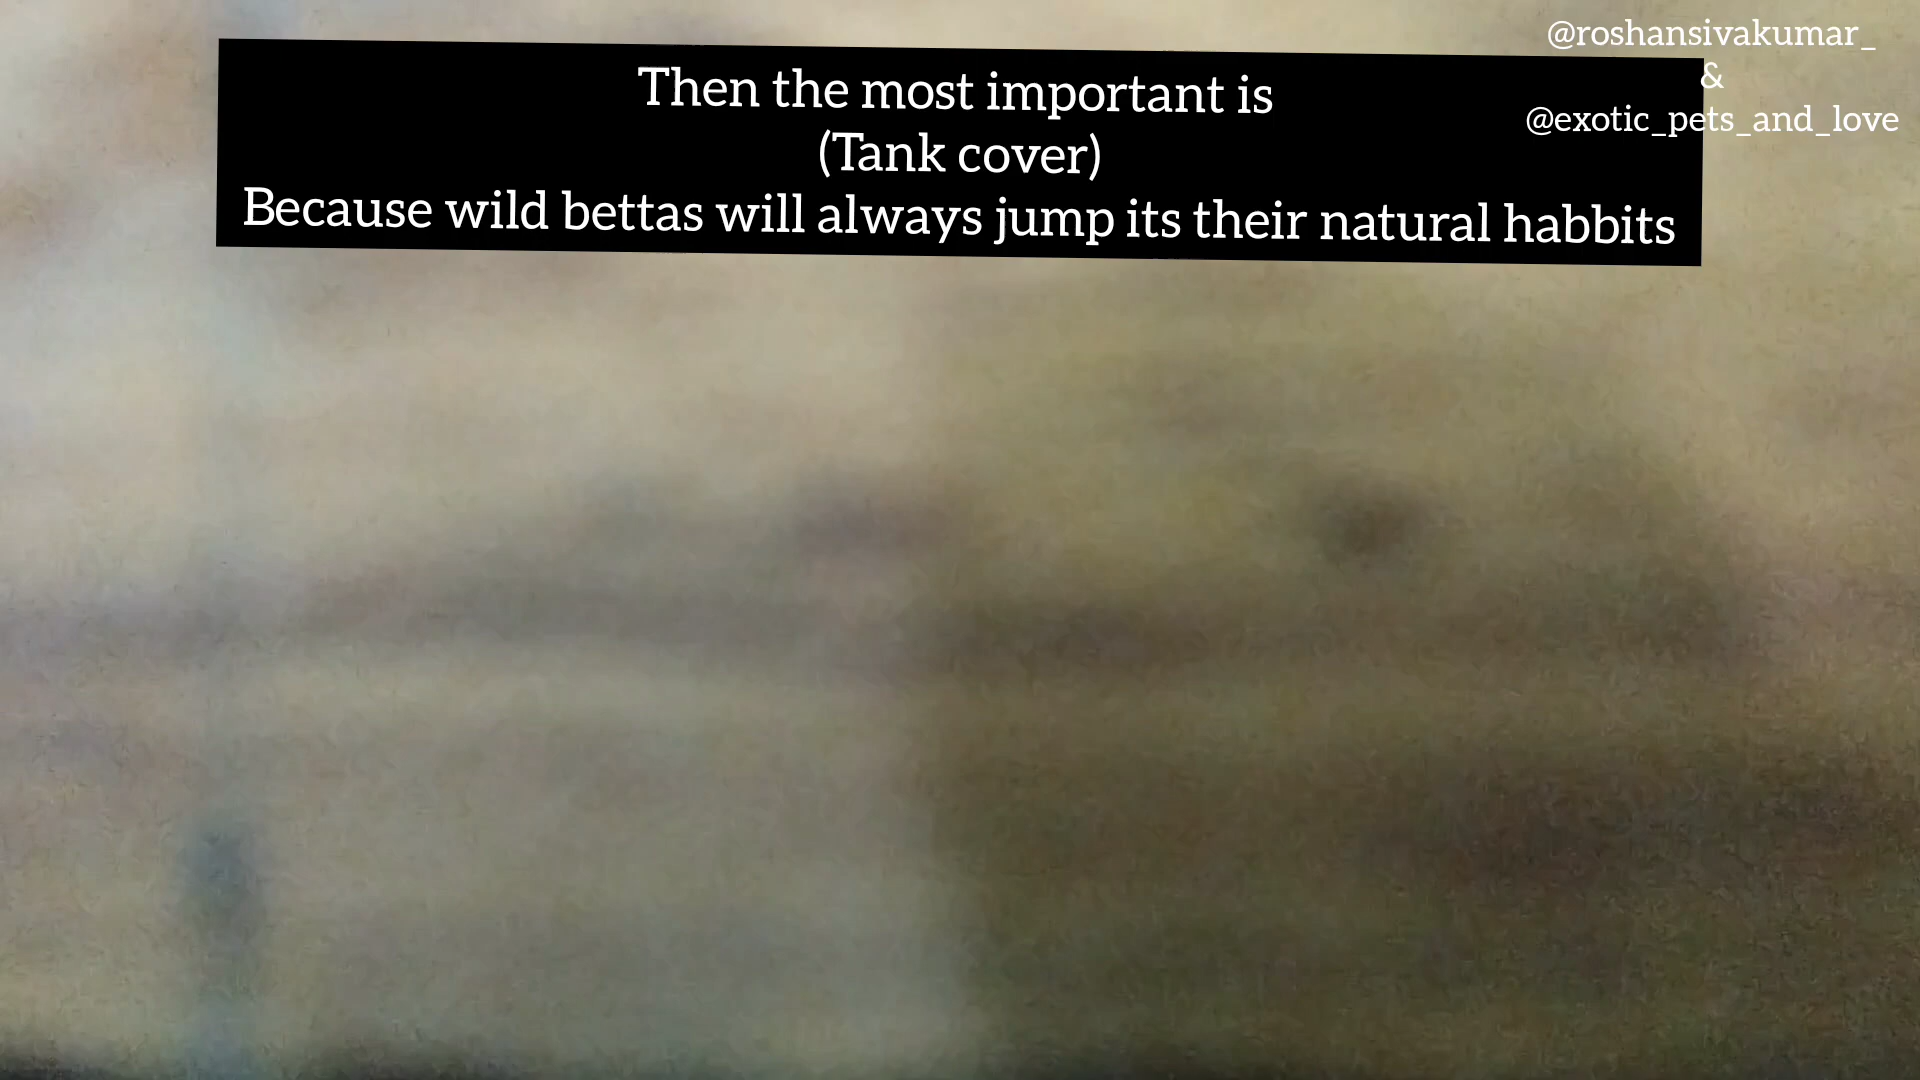 @roshansivakumar_
&
@exotic_pets_and_love
Then the most important is
(Tank cover)
Because wild bettas will always jump its their natural habbits